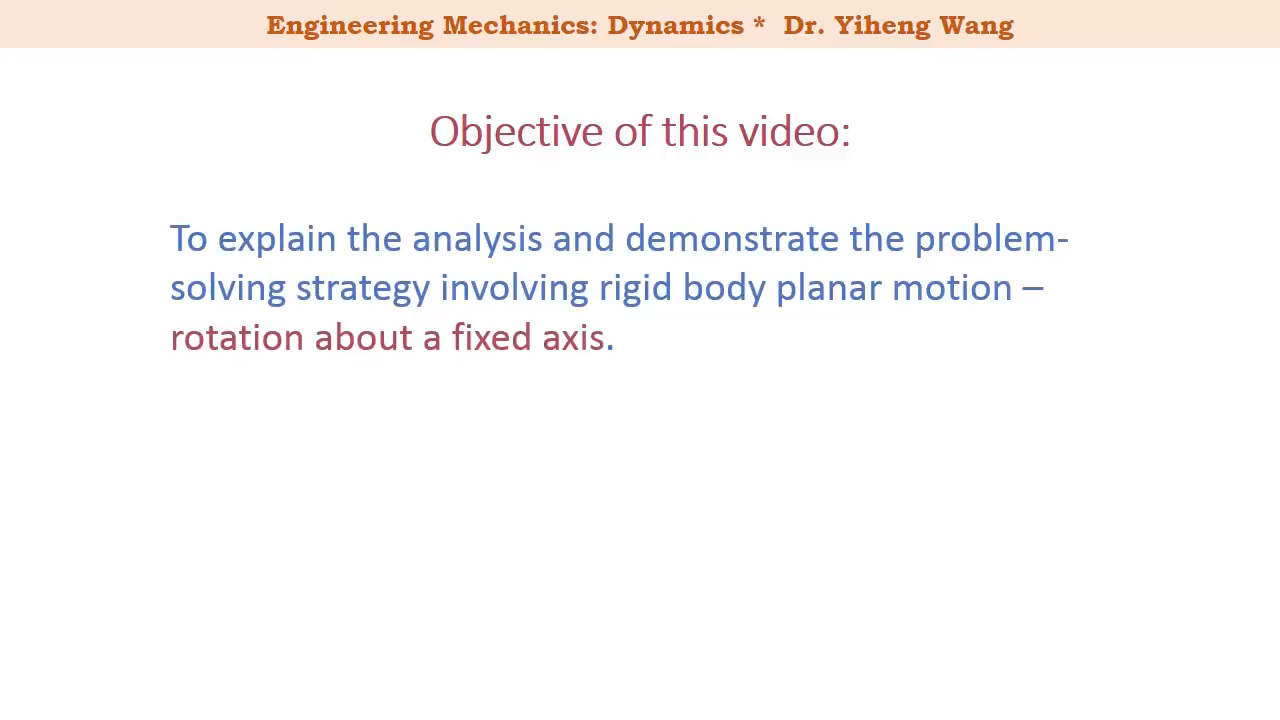 Engineering Mechanics: Dynamics * Dr. Yiheng Wang
Objective of this video:
To explain the analysis and demonstrate the problem-
solving strategy involving rigid body planar motion –
rotation about a fixed axis.